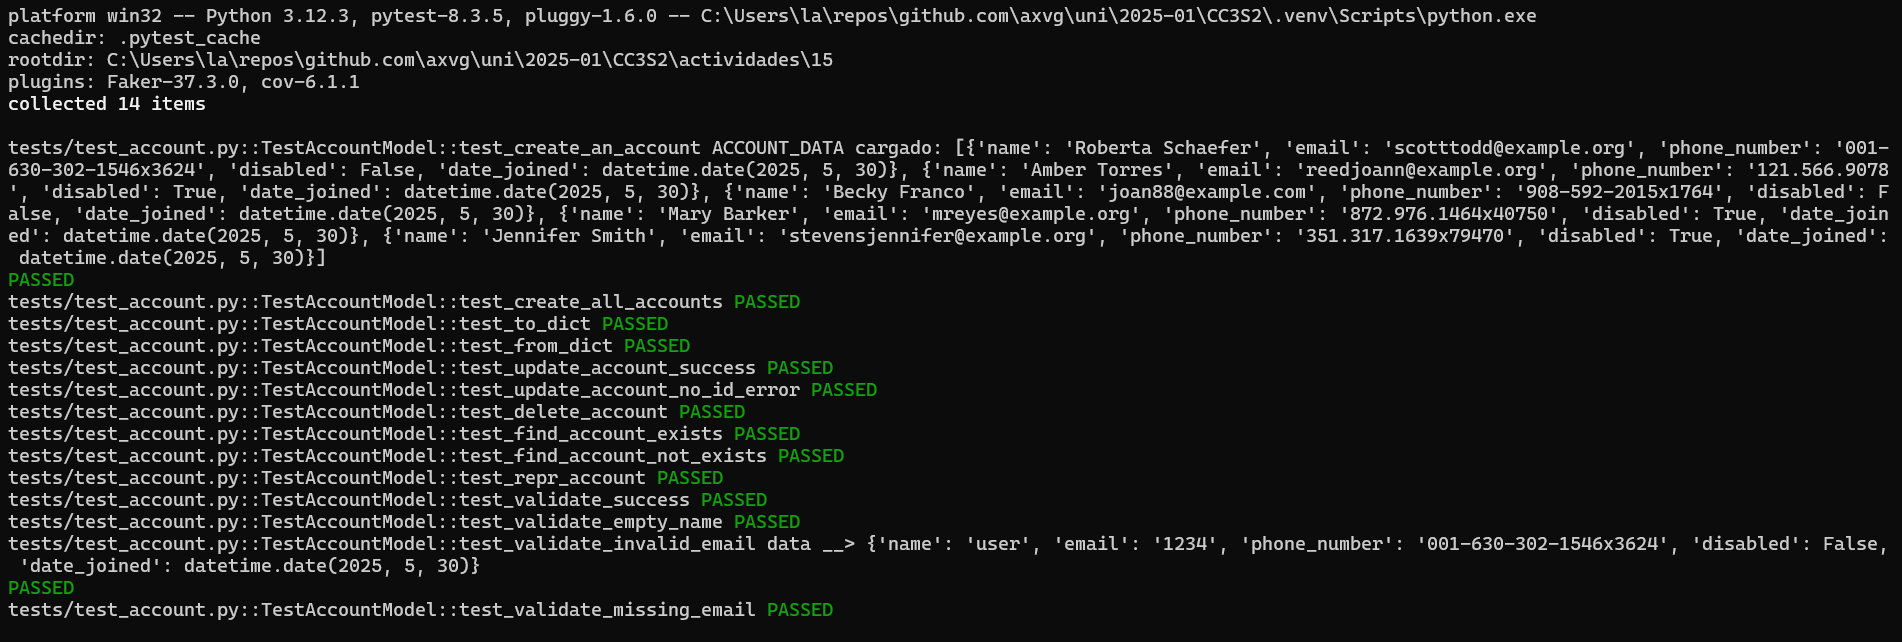 platform win32 -- Python 3.12.3, pytest-8.3.5, pluggy-1.6.0 -- C:\Users\la\repos\github.com\axvg\uni\2025-01\CC3S2\.venv\Scripts\python.exe
cachedir: .pytest_cache
rootdir: C:\Users\la\repos\github.com\axvg\uni\2025-01\CC3S2\actividades\15
plugins: Faker-37.3.0, cov-6.1.1
collected 14 items
tests/test_account.py::TestAccountModel::test_create_an_account ACCOUNT_DATA cargado: [{'name': 'Roberta Schaefer', 'email': 'scotttodd@example.org', 'phone_number': '001-
630-302-1546x3624', 'disabled': False, 'date_joined': datetime.date(2025, 5, 30)}, {'name': 'Amber Torres', 'email': 'reedjoann@example.org', 'phone_number': '121.566.9078
', 'disabled': True, 'date_joined': datetime.date(2025, 5, 30)}, {'name': 'Becky Franco', 'email': 'joan88@example.com', 'phone_number': '908-592-2015x1764', 'disabled': F
alse, 'date_joined': datetime.date(2025, 5, 30)}, {'name': 'Mary Barker', 'email': 'mreyes@example.org', 'phone_number': '872.976.1464x40750', 'disabled': True, 'date_join
ed': datetime.date(2025, 5, 30)}, {'name': 'Jennifer Smith', 'email': 'stevensjennifer@example.org', 'phone_number': '351.317.1639x79470', 'disabled': True, 'date_joined':
 datetime.date(2025, 5, 30)}]
PASSED
tests/test_account.py::TestAccountModel::test_create_all_accounts PASSED
tests/test_account.py::TestAccountModel::test_to_dict PASSED
tests/test_account.py::TestAccountModel::test_from_dict PASSED
tests/test_account.py::TestAccountModel::test_update_account_success PASSED
tests/test_account.py::TestAccountModel::test_update_account_no_id_error PASSED
tests/test_account.py::TestAccountModel::test_delete_account PASSED
tests/test_account.py::TestAccountModel::test_find_account_exists PASSED
tests/test_account.py::TestAccountModel::test_find_account_not_exists PASSED
tests/test_account.py::TestAccountModel::test_repr_account PASSED
tests/test_account.py::TestAccountModel::test_validate_success PASSED
tests/test_account.py::TestAccountModel::test_validate_empty_name PASSED
tests/test_account.py::TestAccountModel::test_validate_invalid_email data __> {'name': 'user', 'email': '1234', 'phone_number': '001-630-302-1546x3624', 'disabled': False,
 'date_joined': datetime.date(2025, 5, 30)}
PASSED
tests/test_account.py::TestAccountModel::test_validate_missing_email PASSED